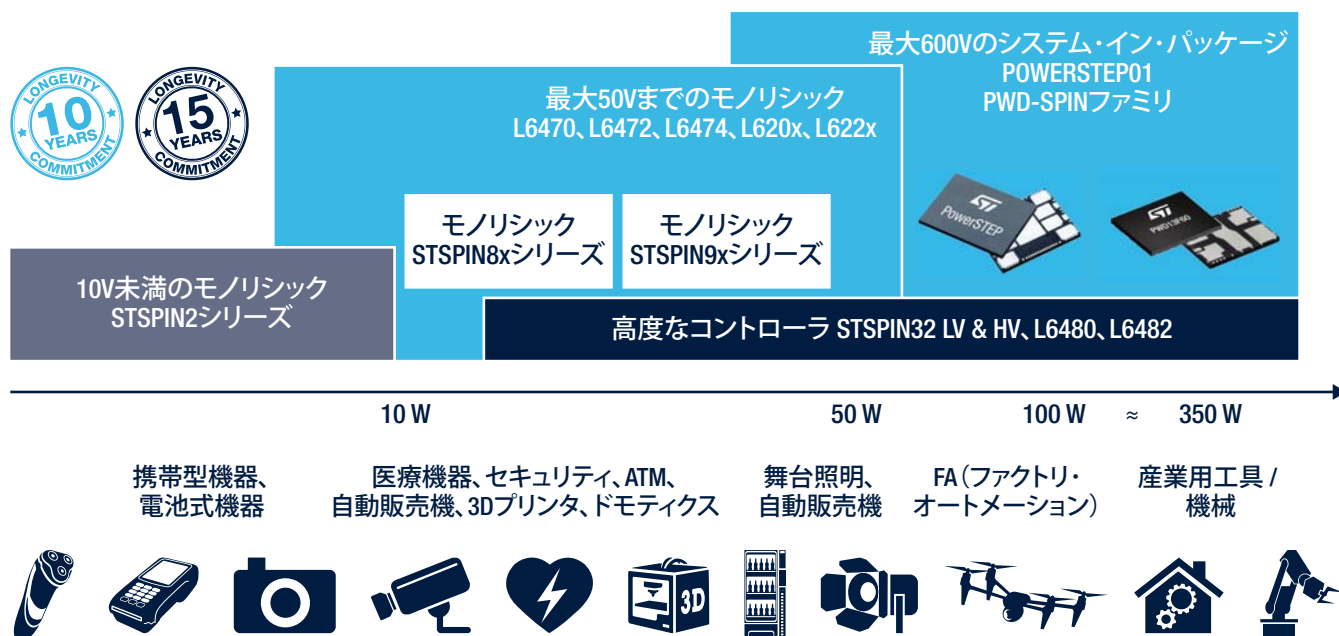 LONGEVITY
10
YEARS
COMMITMENT
LONGEVITY
15
YEARS
COMMITMENT
最大600Vのシステム・イン・パッケージ
POWERSTEP01
PWD-SPINファミリ
最大50Vまでのモノリシック
L6470、L6472、L6474、L620x、L622x
ST
PowerSTEP
ST
PWD13F60
モノリシック
STSPIN8xシリーズ
モノリシック
STSPIN9xシリーズ
10V未満のモノリシック
STSPIN2シリーズ
高度なコントローラ STSPIN32 LV & HV、L6480、L6482
10 W 50 W 100 W ≈ 350 W
携帯型機器、
電池式機器
医療機器、セキュリティ、ATM、
自動販売機、3Dプリンタ、ドモティクス
舞台照明、
自動販売機
FA（ファクトリ・
オートメーション）
産業用工具 /
機械
3D